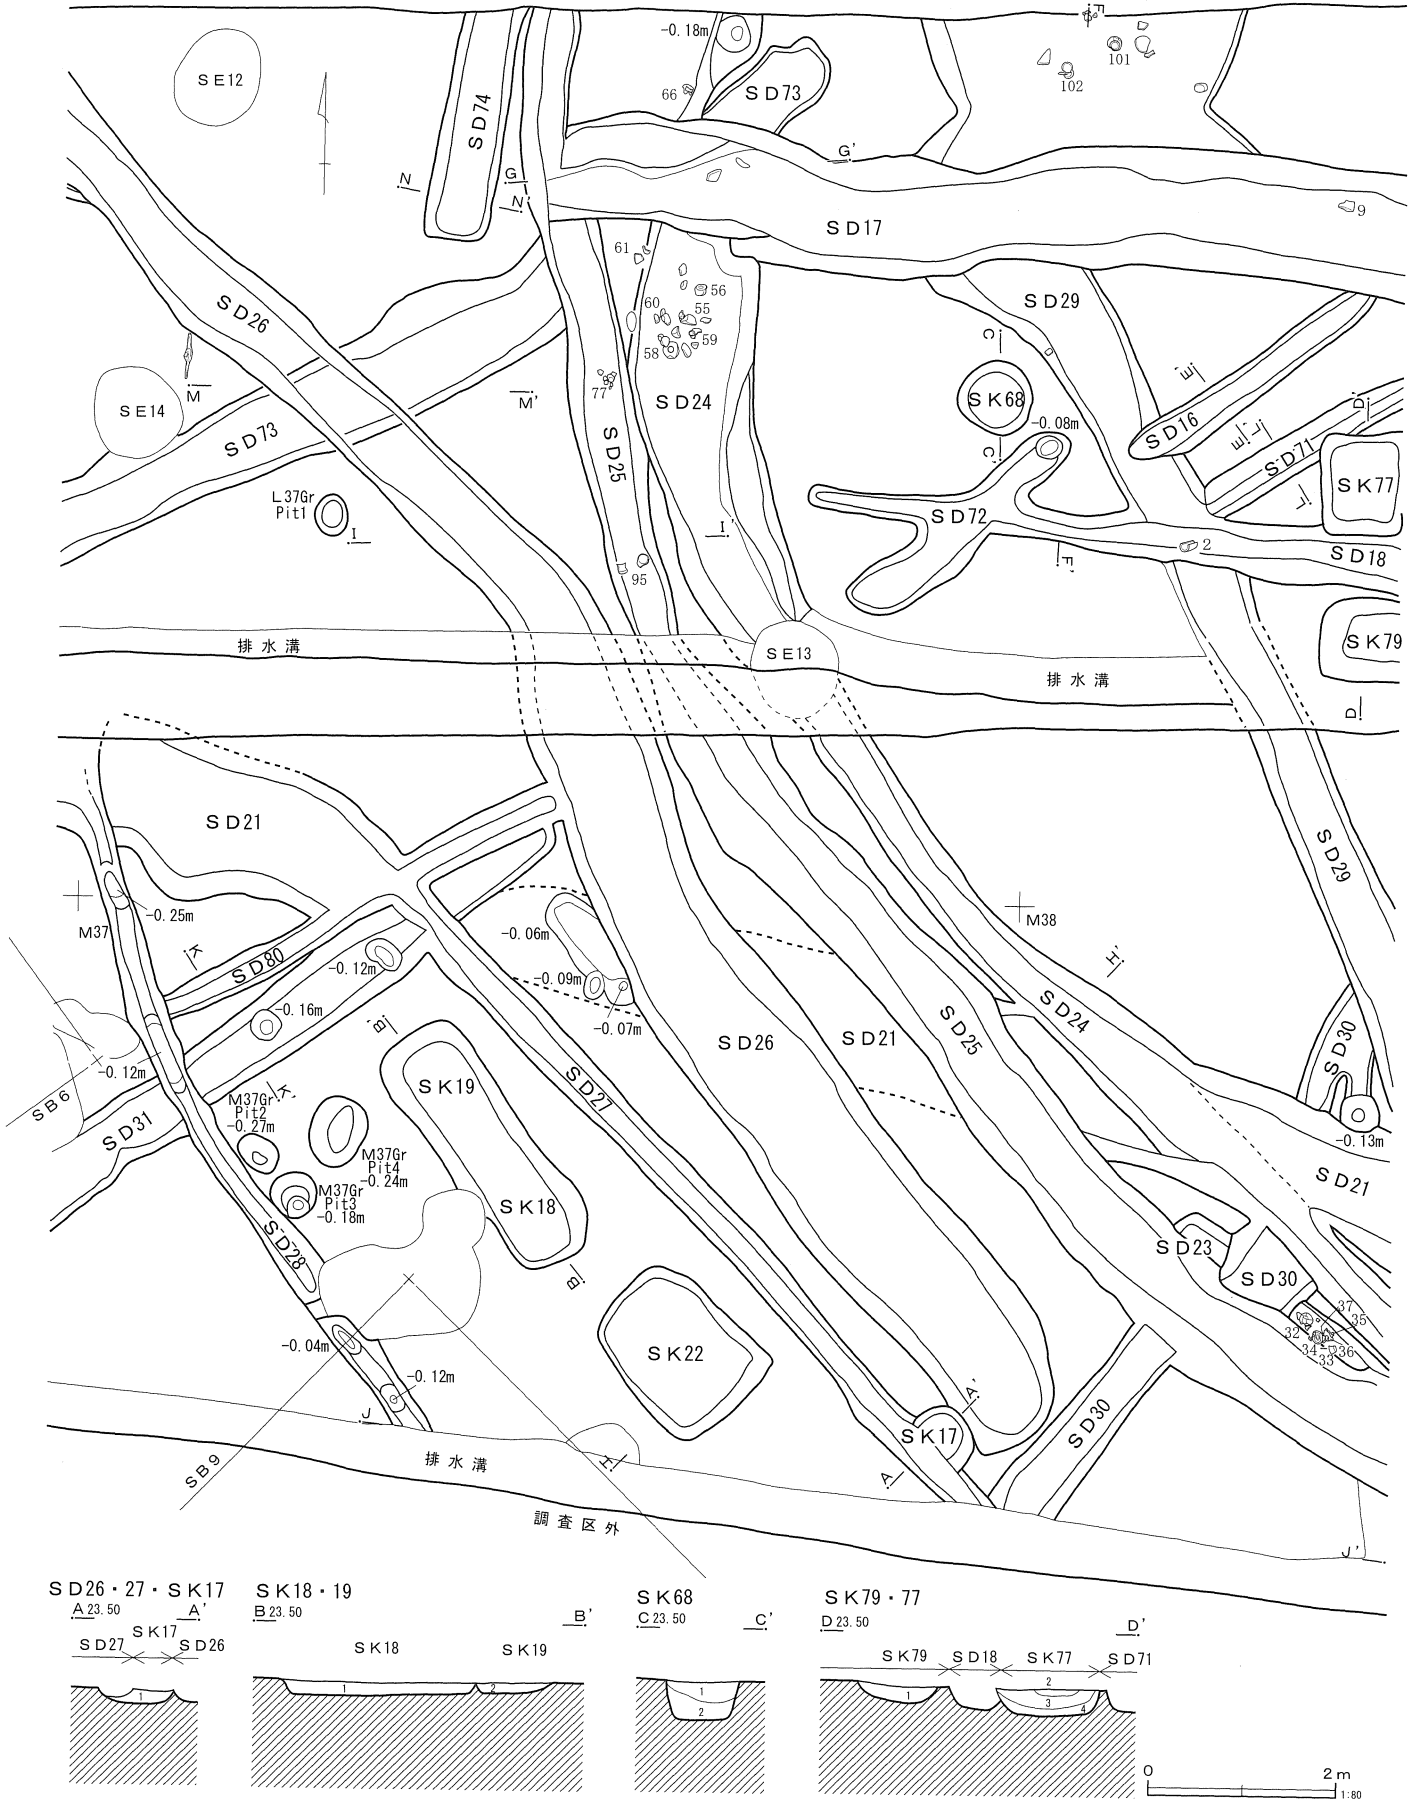 F
-0.18m
SE12
101
102
66
SD73
SD74
G'
N
G
N'
9
SD17
61
56
SD29
SD26
60
55
59
58
C
E'
M
M'
77
SE14
SD24
SK68
-0.08m
D'
SD16
E
L'
SD73
SD25
C'
SD71
SK77
L37Gr
Pit1
L
I
I'
SD72
2
F'
SD18
95
排水溝
SE13
SK79
排水溝
D
SD21
SD29
-0.25m
M37
M38
-0.06m
K
SD80
-0.12m
-0.09m
H'
-0.16m
-0.07m
SD24
B'
SD26
SD21
SD25
SD30
-0.12m
SK19
SD27
SB6
K'
M37Gr
Pit2
-0.27m
SD31
-0.13m
M37Gr
Pit4
-0.24m
SD21
M37Gr
Pit3
-0.18m
SK18
SD28
SD23
B
SD30
37
32
35
34
36
33
-0.04m
SK22
-0.12m
A'
J
SD30
SK17
排水溝
H
SB9
A
調査区外
J'
SD26・27・SK17
SK18・19
SK68
SK79・77
A 23.50
A'
B 23.50
B'
C 23.50
C'
D 23.50
D'
SK17
SD27
SD26
SK18
SK19
SK79
SD18
SK77
SD71
1
1
2
1
2
1
2
3
4
0
2m
1:80